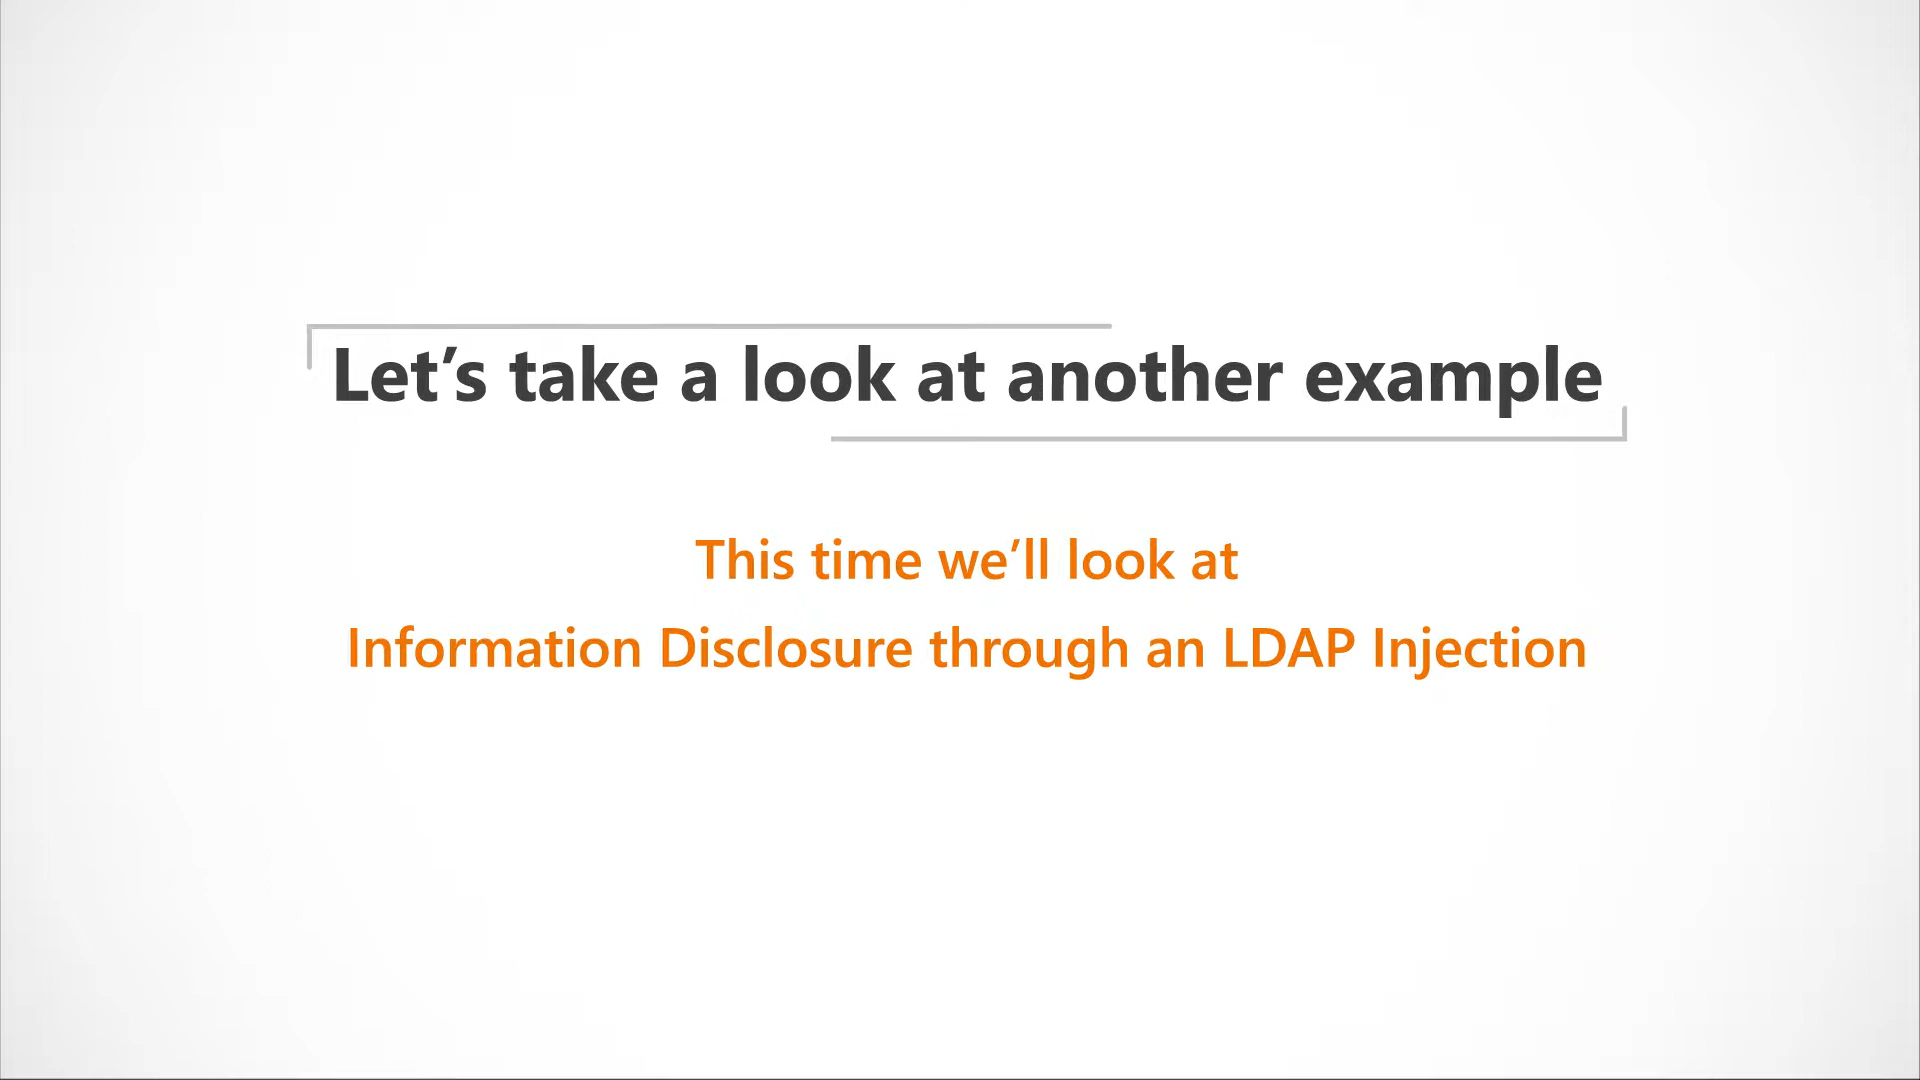 Let’s take a look at another example
This time we’ll look at
Information Disclosure through an LDAP Injection